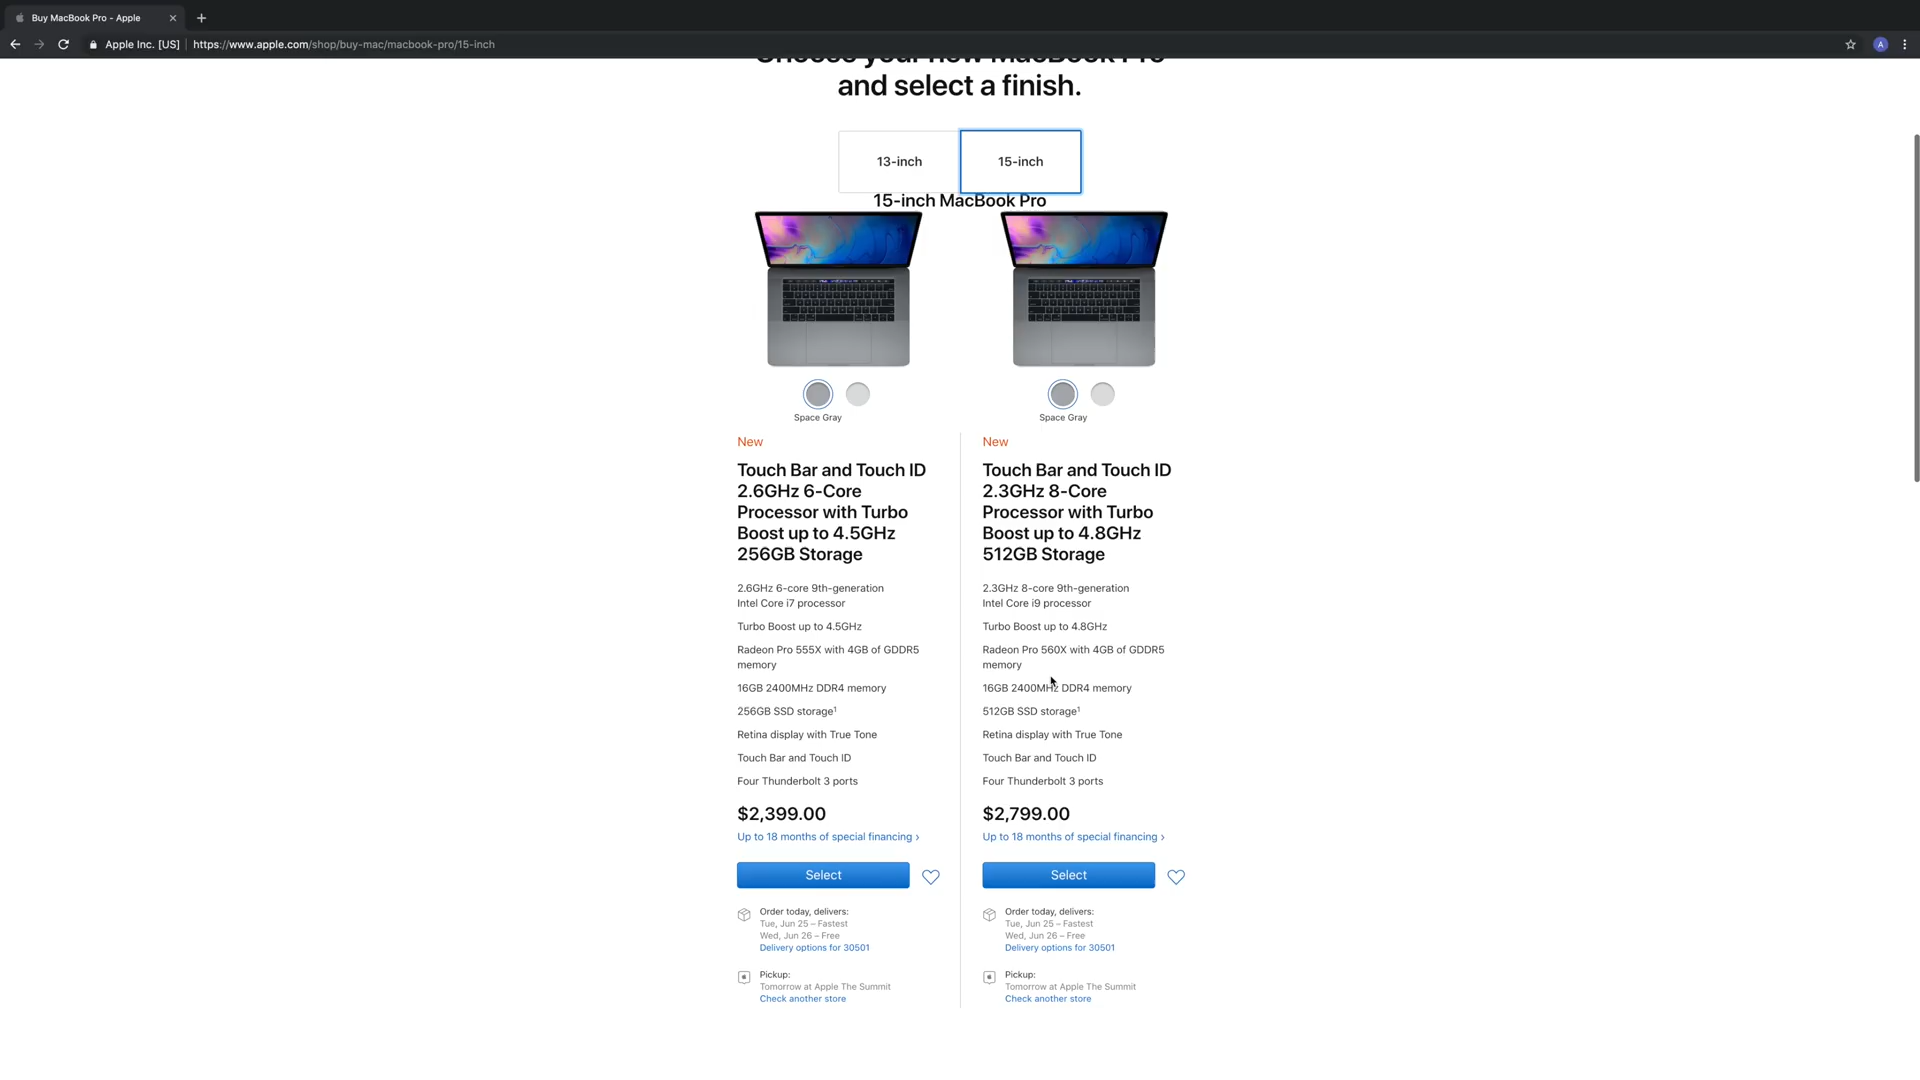 Buy MacBook Pro - Apple
Apple Inc. [US]
https://www.apple.com/shop/buy-mac/macbook-pro/15-inch
A
Choose your new MacBook Pro
and select a finish.
13-inch
15-inch
15-inch MacBook Pro
Space Gray
Space Gray
New
Touch Bar and Touch ID
2.6GHz 6-Core
Processor with Turbo
Boost up to 4.5GHz
256GB Storage
2.6GHz 6-core 9th-generation
Intel Core i7 processor
Turbo Boost up to 4.5GHz
Radeon Pro 555X with 4GB of GDDR5
memory
16GB 2400MHz DDR4 memory
256GB SSD storage¹
Retina display with True Tone
Touch Bar and Touch ID
Four Thunderbolt 3 ports
$2,399.00
Up to 18 months of special financing ›
Select
Order today, delivers:
Tue, Jun 25 – Fastest
Wed, Jun 26 – Free
Delivery options for 30501
Pickup:
Tomorrow at Apple The Summit
Check another store
New
Touch Bar and Touch ID
2.3GHz 8-Core
Processor with Turbo
Boost up to 4.8GHz
512GB Storage
2.3GHz 8-core 9th-generation
Intel Core i9 processor
Turbo Boost up to 4.8GHz
Radeon Pro 560X with 4GB of GDDR5
memory
16GB 2400MHz DDR4 memory
512GB SSD storage¹
Retina display with True Tone
Touch Bar and Touch ID
Four Thunderbolt 3 ports
$2,799.00
Up to 18 months of special financing ›
Select
Order today, delivers:
Tue, Jun 25 – Fastest
Wed, Jun 26 – Free
Delivery options for 30501
Pickup:
Tomorrow at Apple The Summit
Check another store